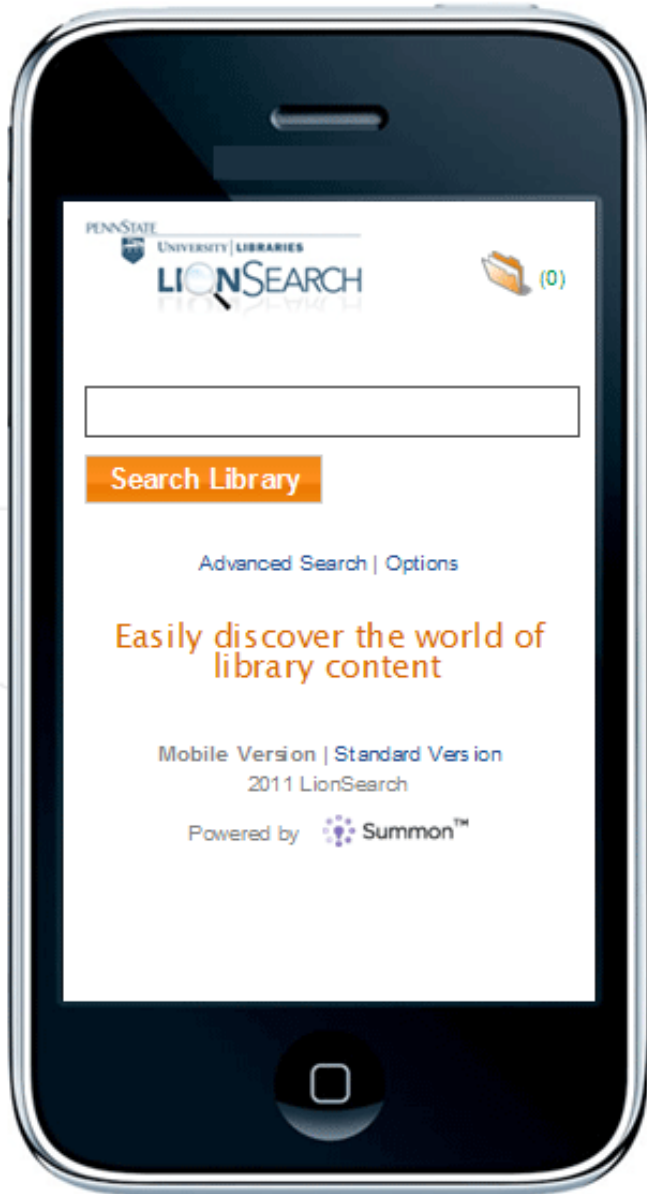 PENNSTATE
UNIVERSITY | LIBRARIES
LIONSEARCH
(0)
Search Library
Advanced Search | Options
Easily discover the world of
library content
Mobile Version | Standard Version
2011 LionSearch
Powered by Summon™